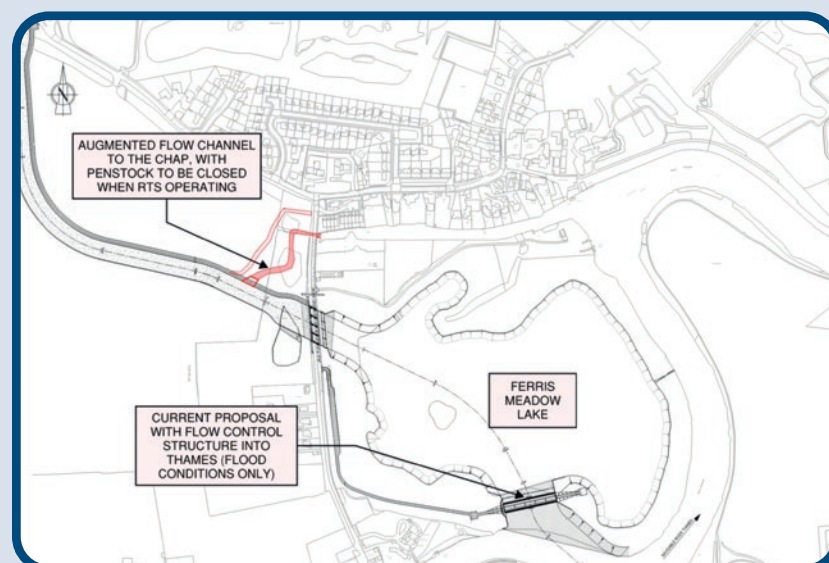 N
AUGMENTED FLOW CHANNEL
TO THE CHAP, WITH
PENSTOCK TO BE CLOSED
WHEN RTS OPERATING
FERRIS
MEADOW
LAKE
CURRENT PROPOSAL
WITH FLOW CONTROL
STRUCTURE INTO
THAMES (FLOOD
CONDITIONS ONLY)